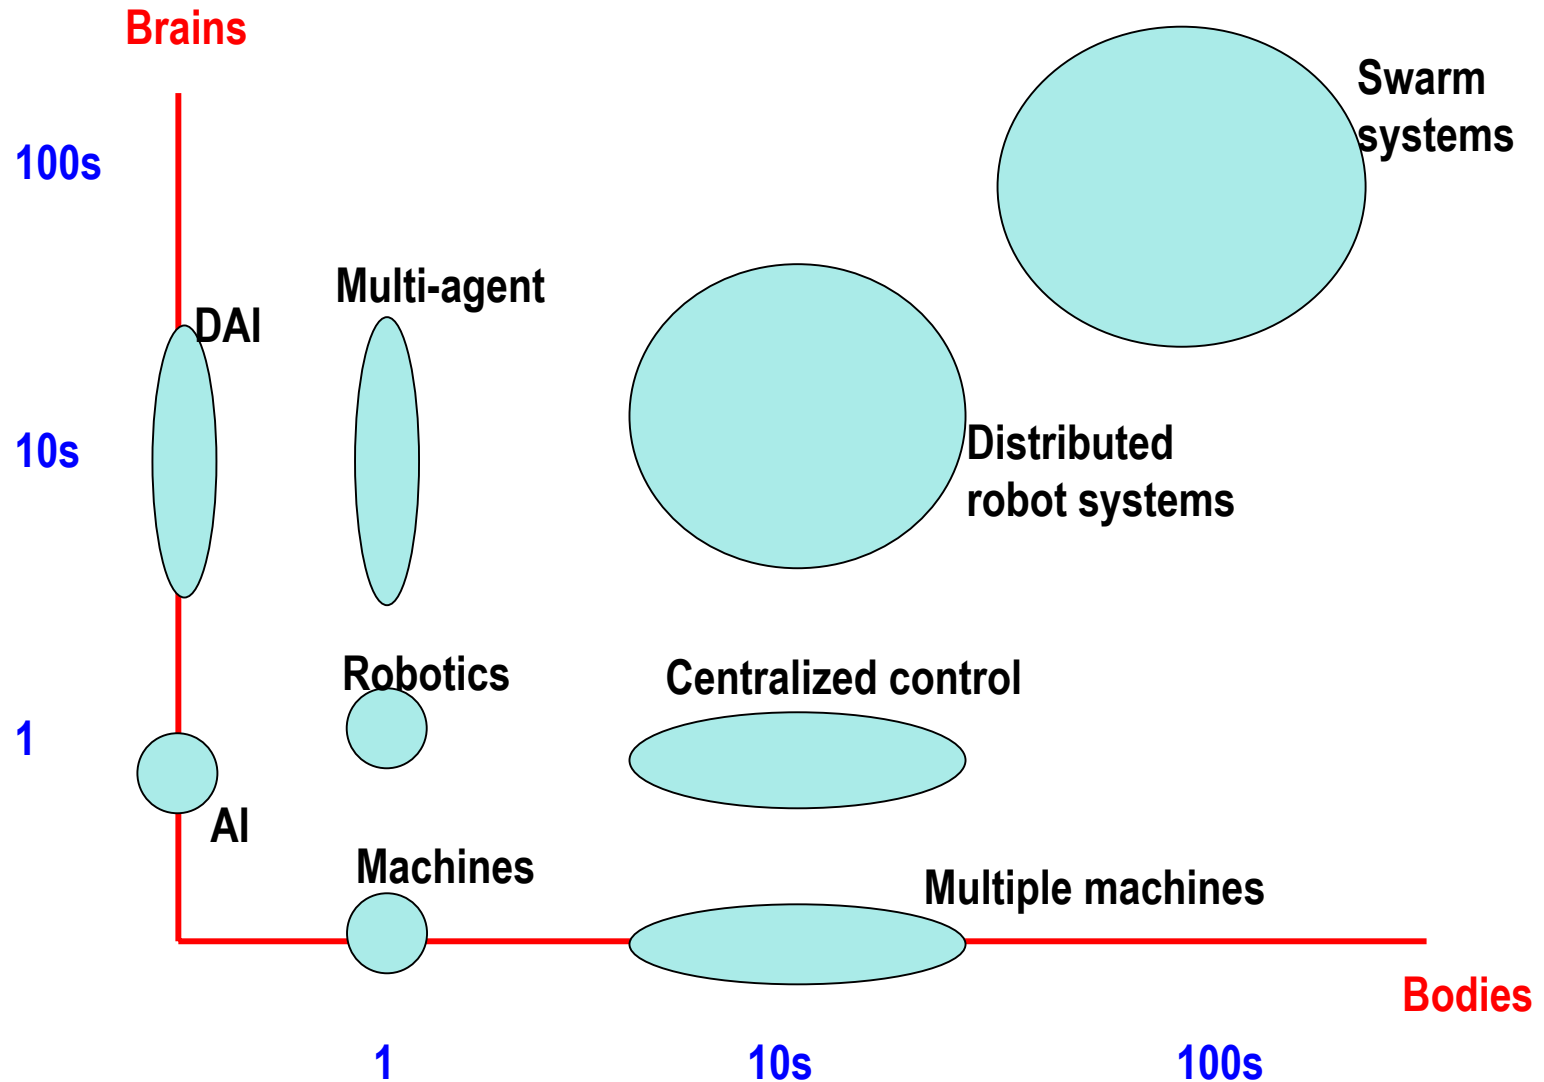 Brains
Swarm
systems
100s
Multi-agent
DAI
10s
Distributed
robot systems
Robotics
Centralized control
1
AI
Machines
Multiple machines
Bodies
1
10s
100s